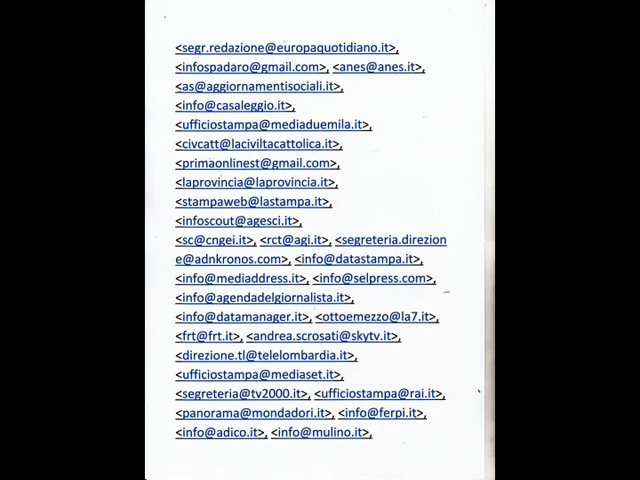 <segr.redazione@europaquotidiano.it>,
<infospadaro@gmail.com>, <anes@anes.it>,
<as@aggiornamentisociali.it>,
<info@casaleggio.it>,
<ufficiostampa@mediaduemila.it>,
<civcatt@laciviltacattolica.it>,
<primaonlinest@gmail.com>,
<laprovincia@laprovincia.it>,
<stampaweb@lastampa.it>,
<infoscout@agesci.it>,
<sc@cngei.it>, <rct@agi.it>, <segreteria.direzion
e@adnkronos.com>, <info@datastampa.it>,
<info@mediaddress.it>, <info@selpress.com>,
<info@agendadelgiornalista.it>,
<info@datamanager.it>, <ottoemezzo@la7.it>,
<frt@frt.it>, <andrea.scrosati@skytv.it>,
<direzione.tl@telelombardia.it>,
<ufficiostampa@mediaset.it>,
<segreteria@tv2000.it>, <ufficiostampa@rai.it>,
<panorama@mondadori.it>, <info@ferpi.it>,
<info@adico.it>, <info@mulino.it>,